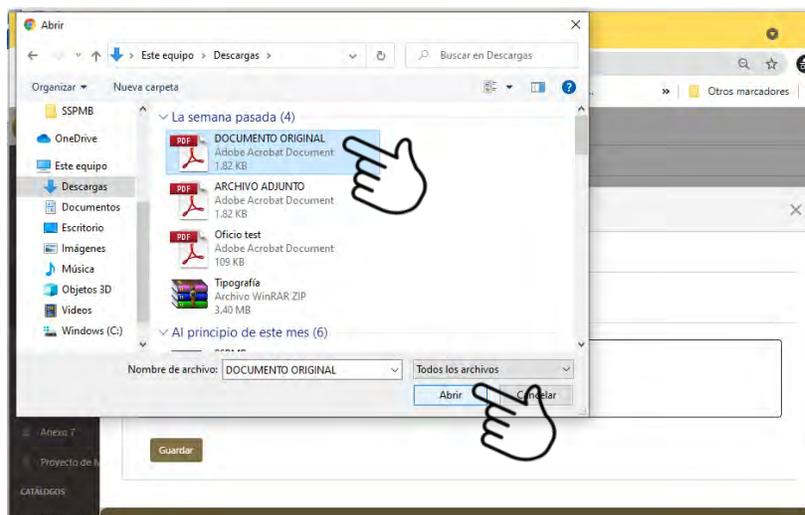 Abrir
Este equipo > Descargas >
Buscar en Descargas
Organizar
Nueva carpeta
Otros marcadores
SSPMB
OneDrive
Este equipo
Descargas
Documentos
Escritorio
Imágenes
Música
Objetos 3D
Videos
Windows (C:)
La semana pasada (4)
PDF
DOCUMENTO ORIGINAL
Adobe Acrobat Document
1.82 KB
PDF
ARCHIVO ADJUNTO
Adobe Acrobat Document
1.82 KB
PDF
Oficio test
Adobe Acrobat Document
109 KB
Tipografía
Archivo WinRAR ZIP
3.40 MB
Al principio de este mes (6)
Nombre de archivo: DOCUMENTO ORIGINAL
Todos los archivos
Abrir
Cancelar
Anexo 7
Guardar
Proyecto de
CATÁLOGOS